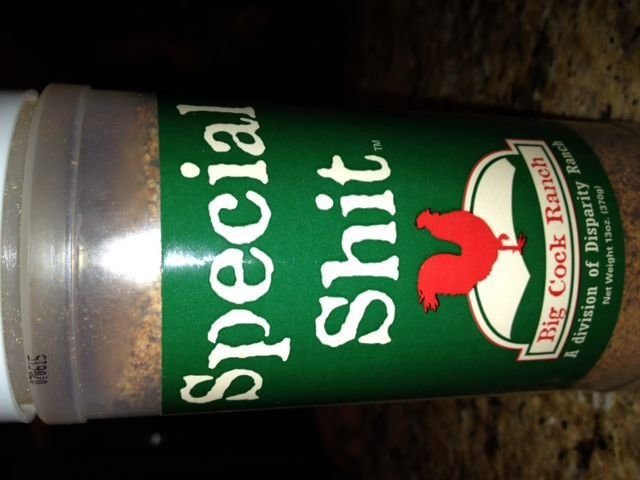 Special
Shit™
Big Cock Ranch
A division of Disparity Ranch
Net Weight 13oz. (370g)